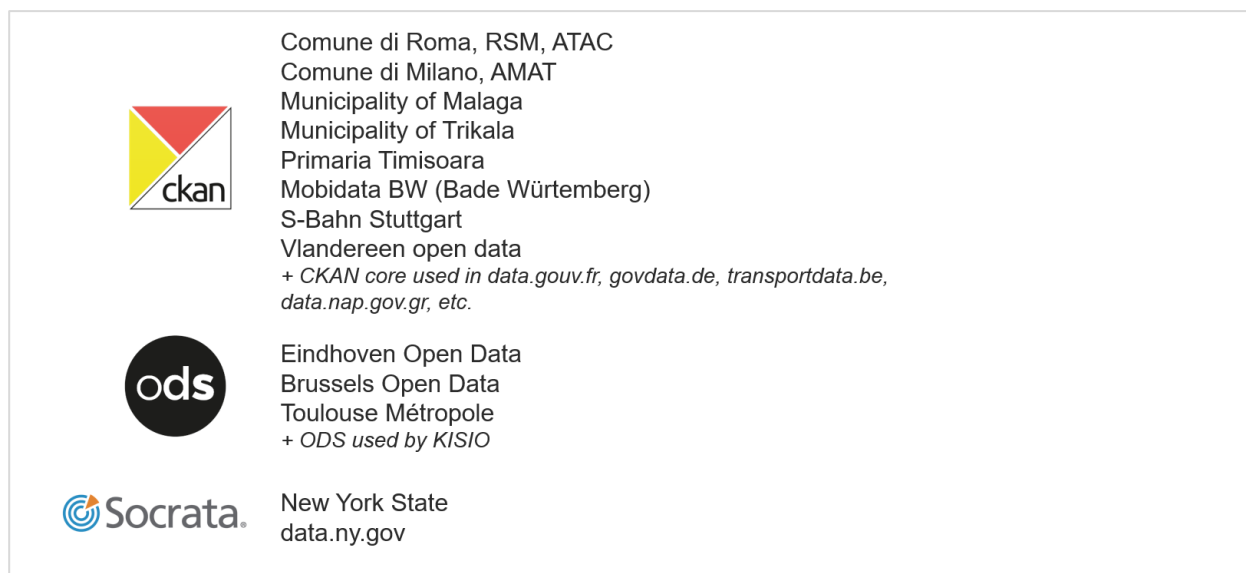 Comune di Roma, RSM, ATAC
Comune di Milano, AMAT
Municipality of Malaga
Municipality of Trikala
Primaria Timisoara
Mobidata BW (Bade Würtemberg)
S-Bahn Stuttgart
Vlandereen open data
+ CKAN core used in data.gouv.fr, govdata.de, transportdata.be,
data.nap.gov.gr, etc.
ckan
Eindhoven Open Data
Brussels Open Data
Toulouse Métropole
+ ODS used by KISIO
ods
Socrata®
New York State
data.ny.gov